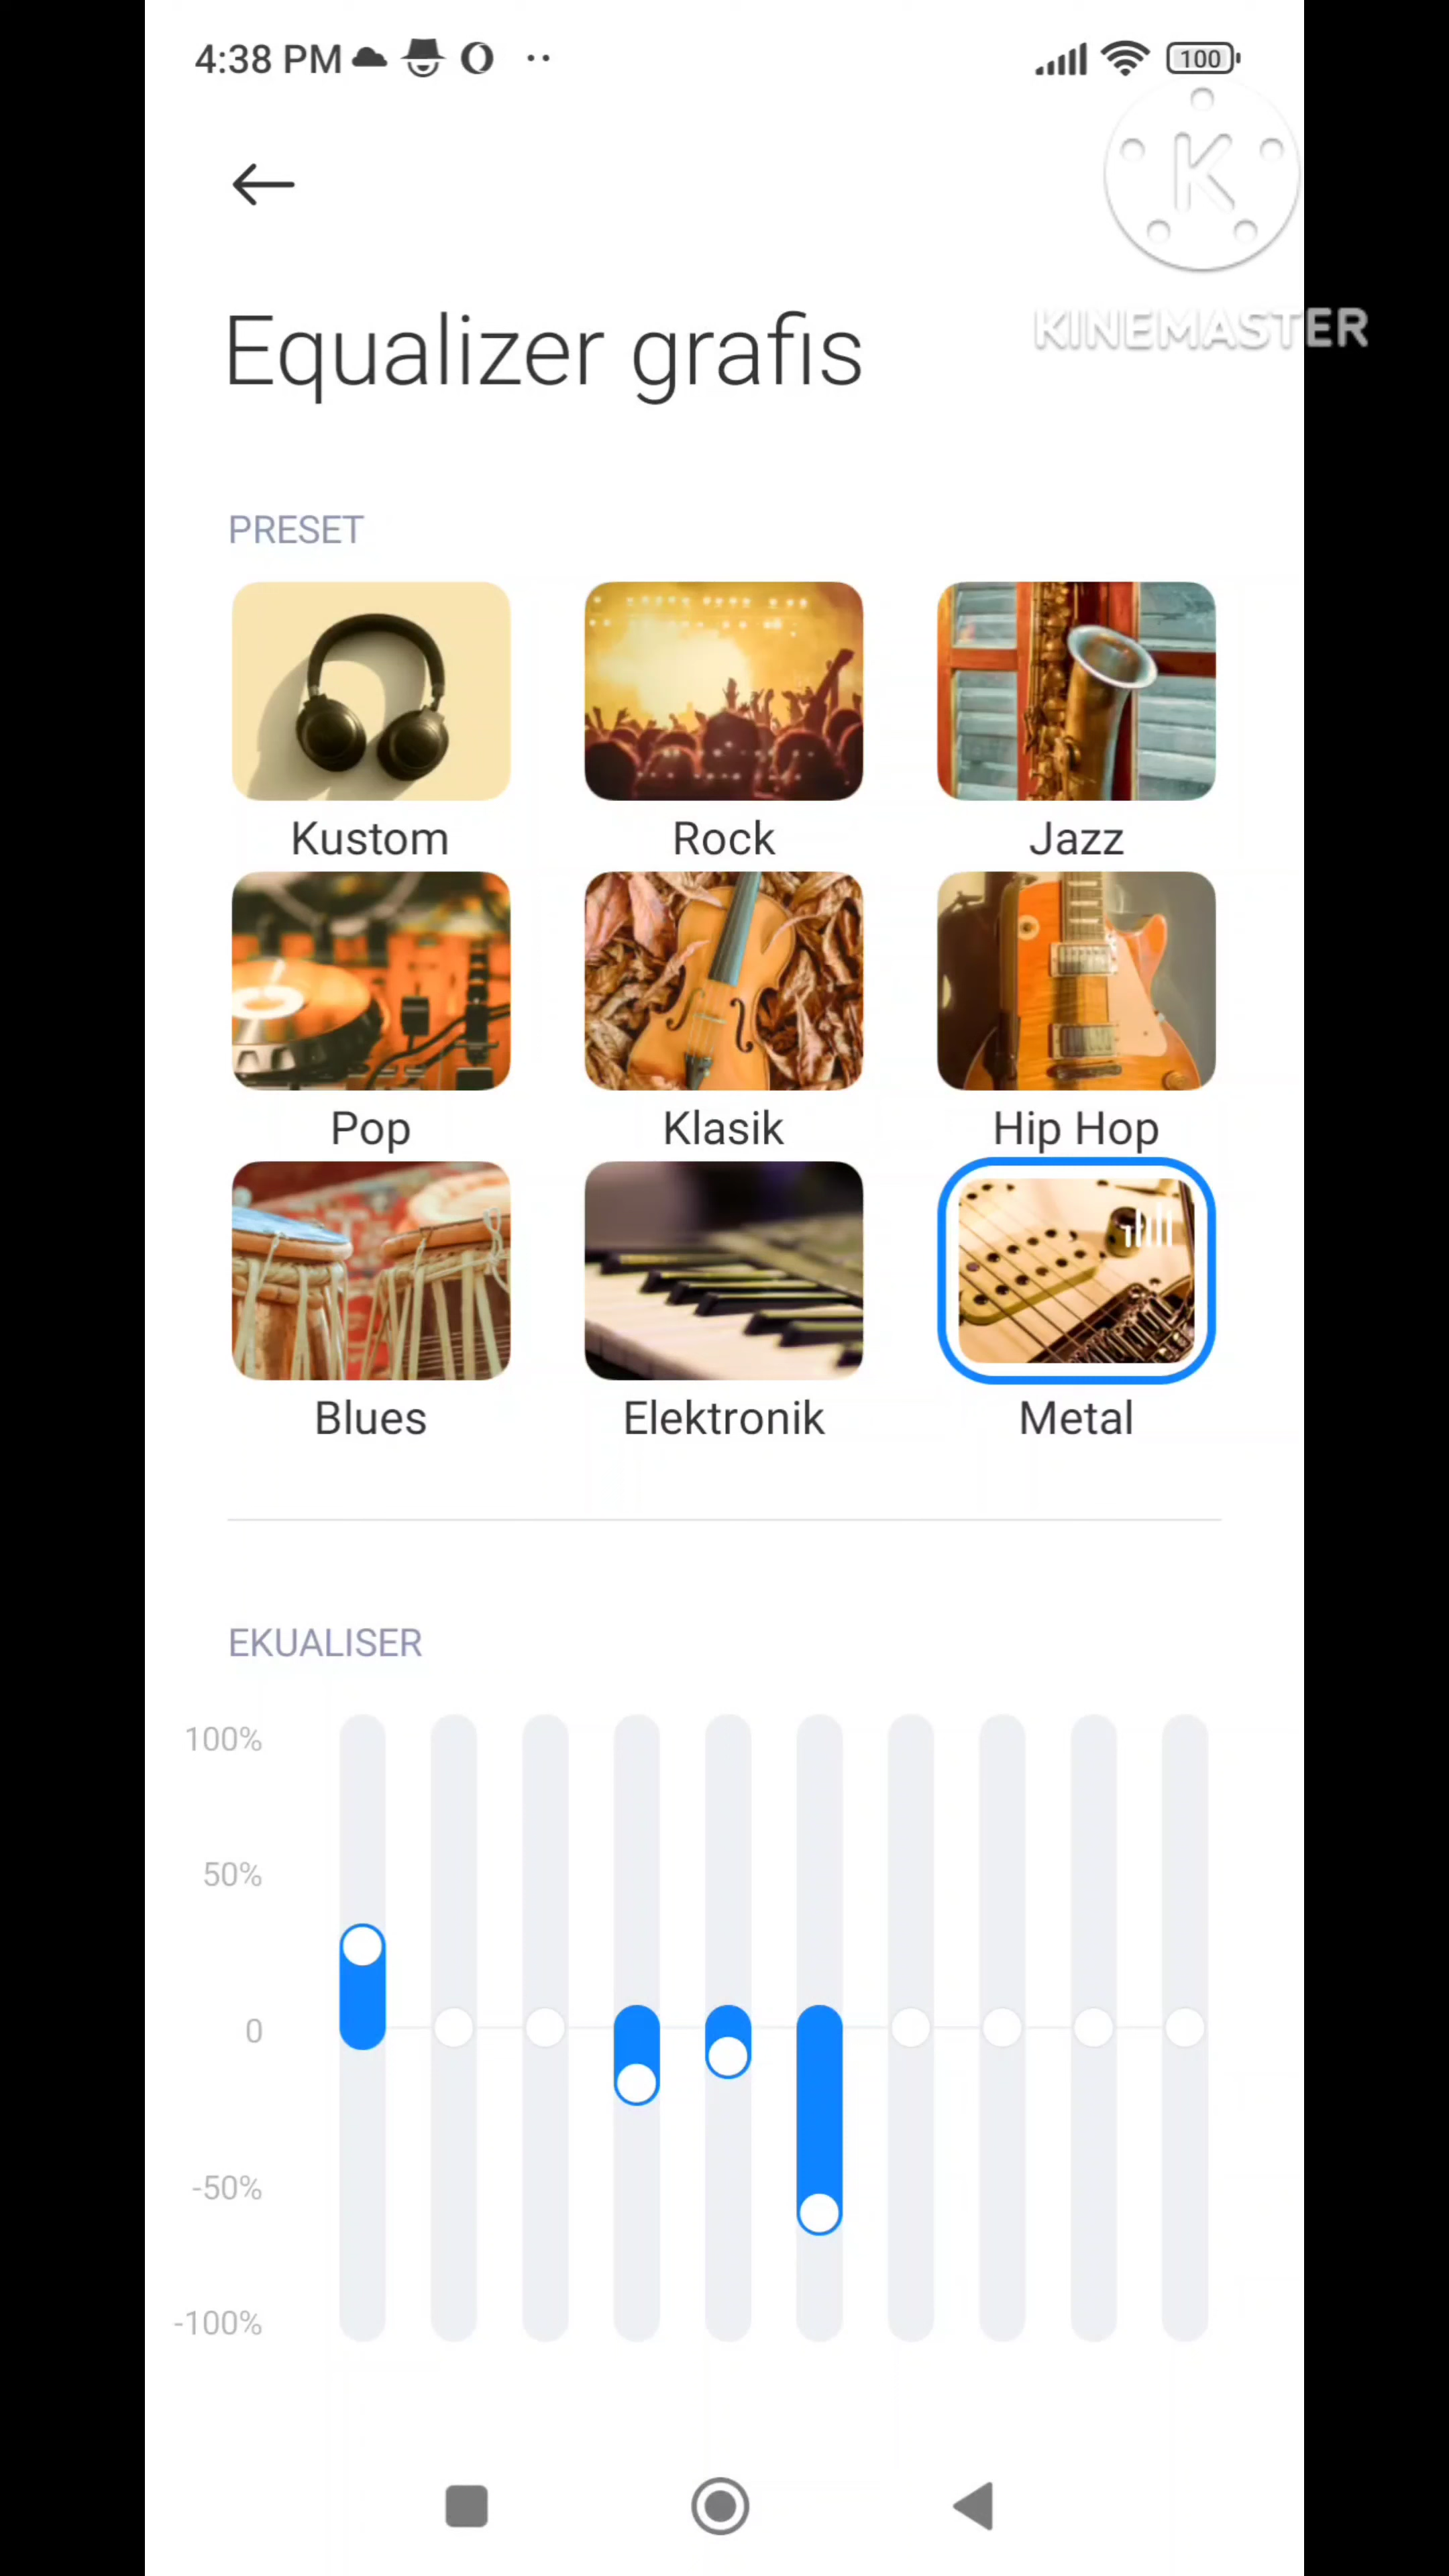 4:38 PM
100
K
KINEMASTER
Equalizer grafis
PRESET
Kustom Rock Jazz
Pop Klasik Hip Hop
Blues Elektronik Metal
EKUALISER
100%
50%
0
-50%
-100%